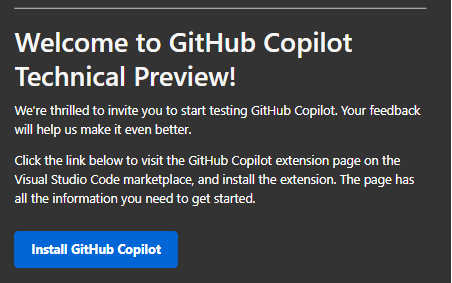 Welcome to GitHub Copilot
Technical Preview!
We're thrilled to invite you to start testing GitHub Copilot. Your feedback
will help us make it even better.
Click the link below to visit the GitHub Copilot extension page on the
Visual Studio Code marketplace, and install the extension. The page has
all the information you need to get started.
Install GitHub Copilot